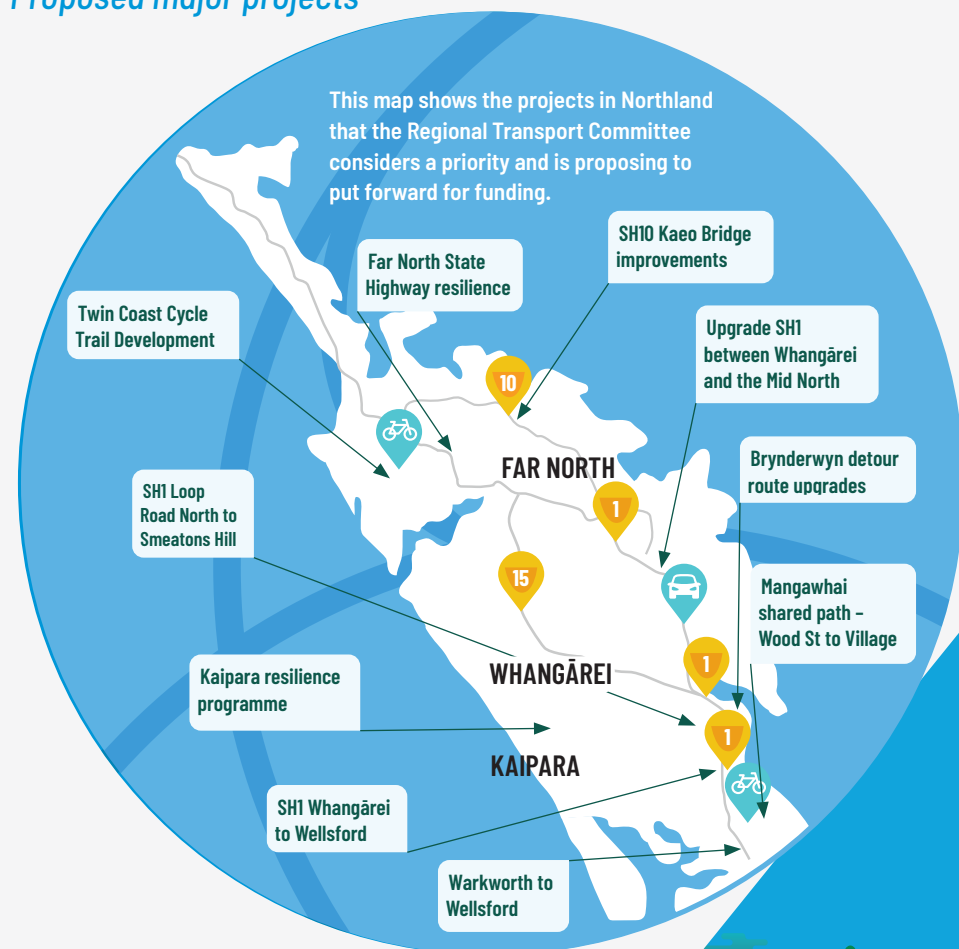 Proposed major projects
This map shows the projects in Northland
that the Regional Transport Committee
considers a priority and is proposing to
put forward for funding.
SH10 Kaeo Bridge
improvements
Far North State
Highway resilience
Twin Coast Cycle
Trail Development
Upgrade SH1
between Whangārei
and the Mid North
10
FAR NORTH
Brynderwyn detour
route upgrades
SH1 Loop
Road North to
Smeatons Hill
1
15
Mangawhai
shared path –
Wood St to Village
1
WHANGĀREI
Kaipara resilience
programme
1
KAIPARA
SH1 Whangārei
to Wellsford
Warkworth to
Wellsford